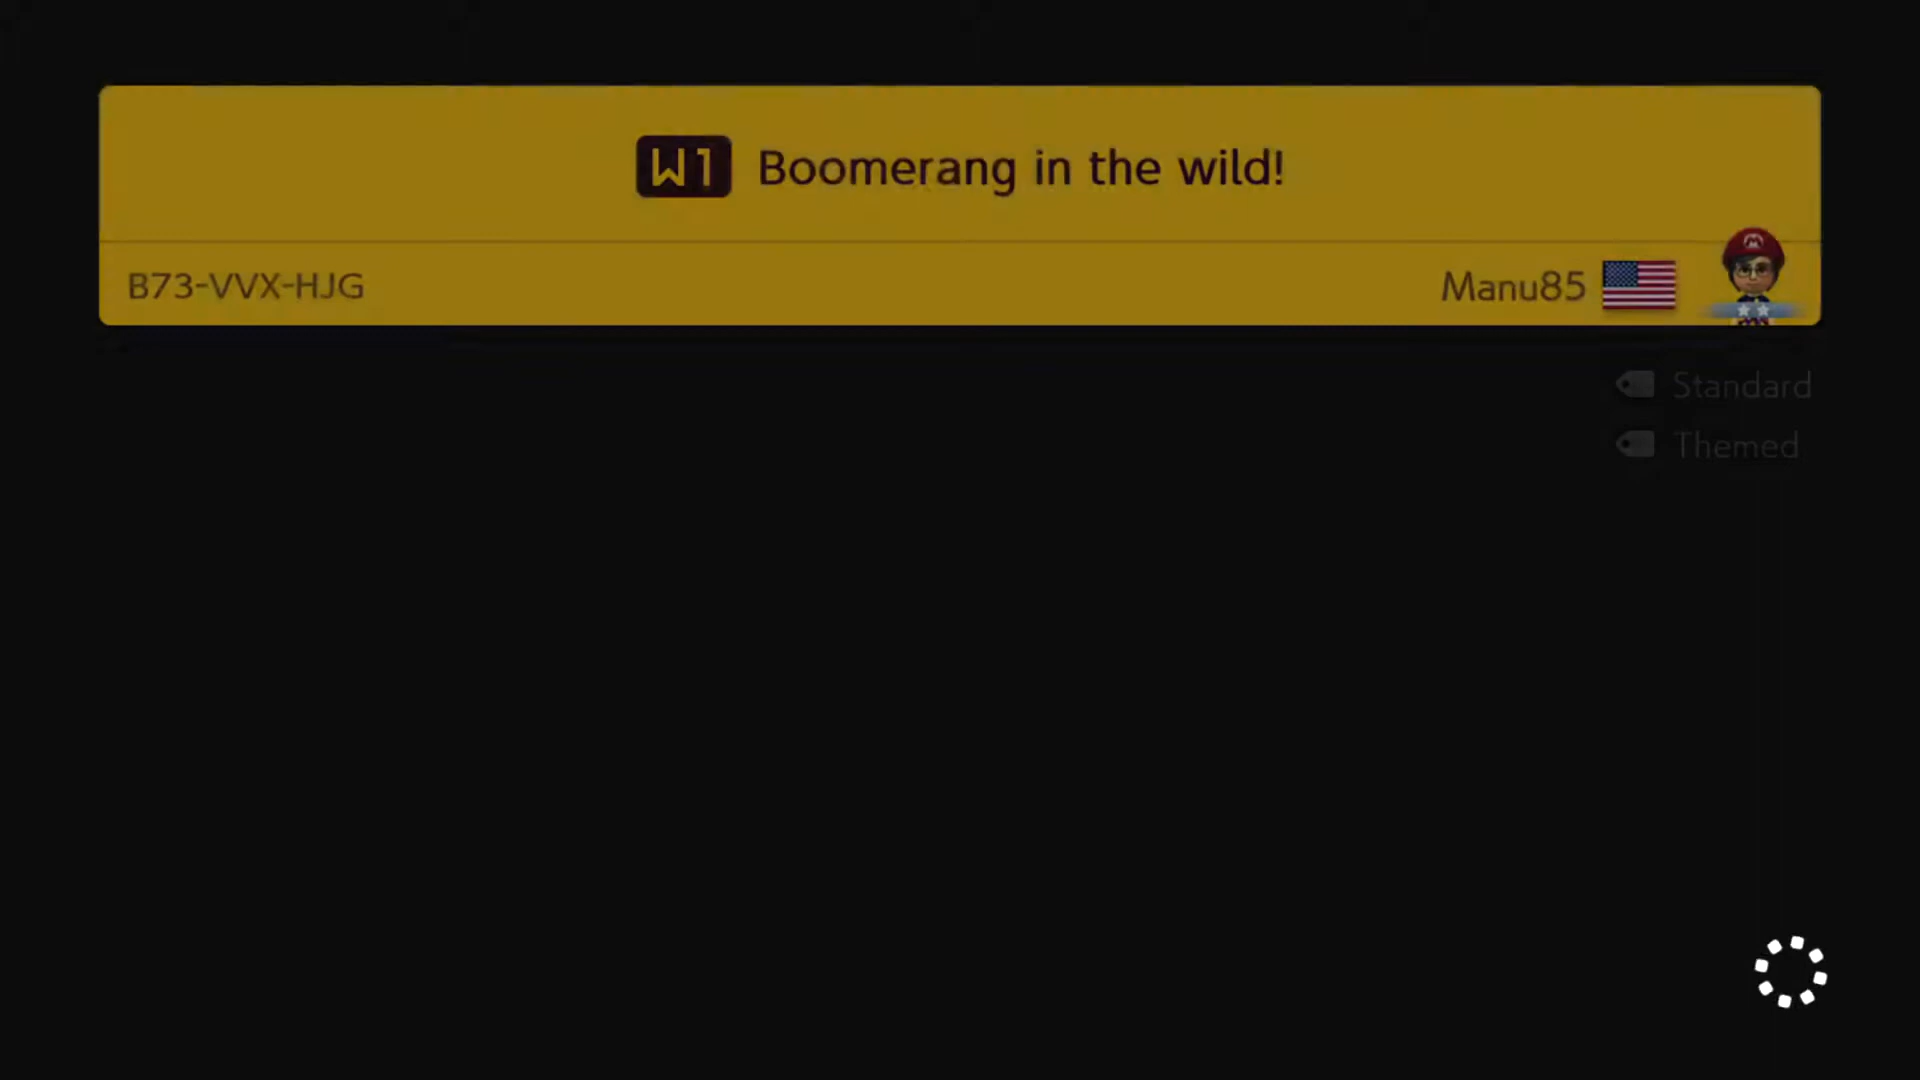 W1 Boomerang in the wild!
B73-VVX-HJG
Manu85
Standard
Themed